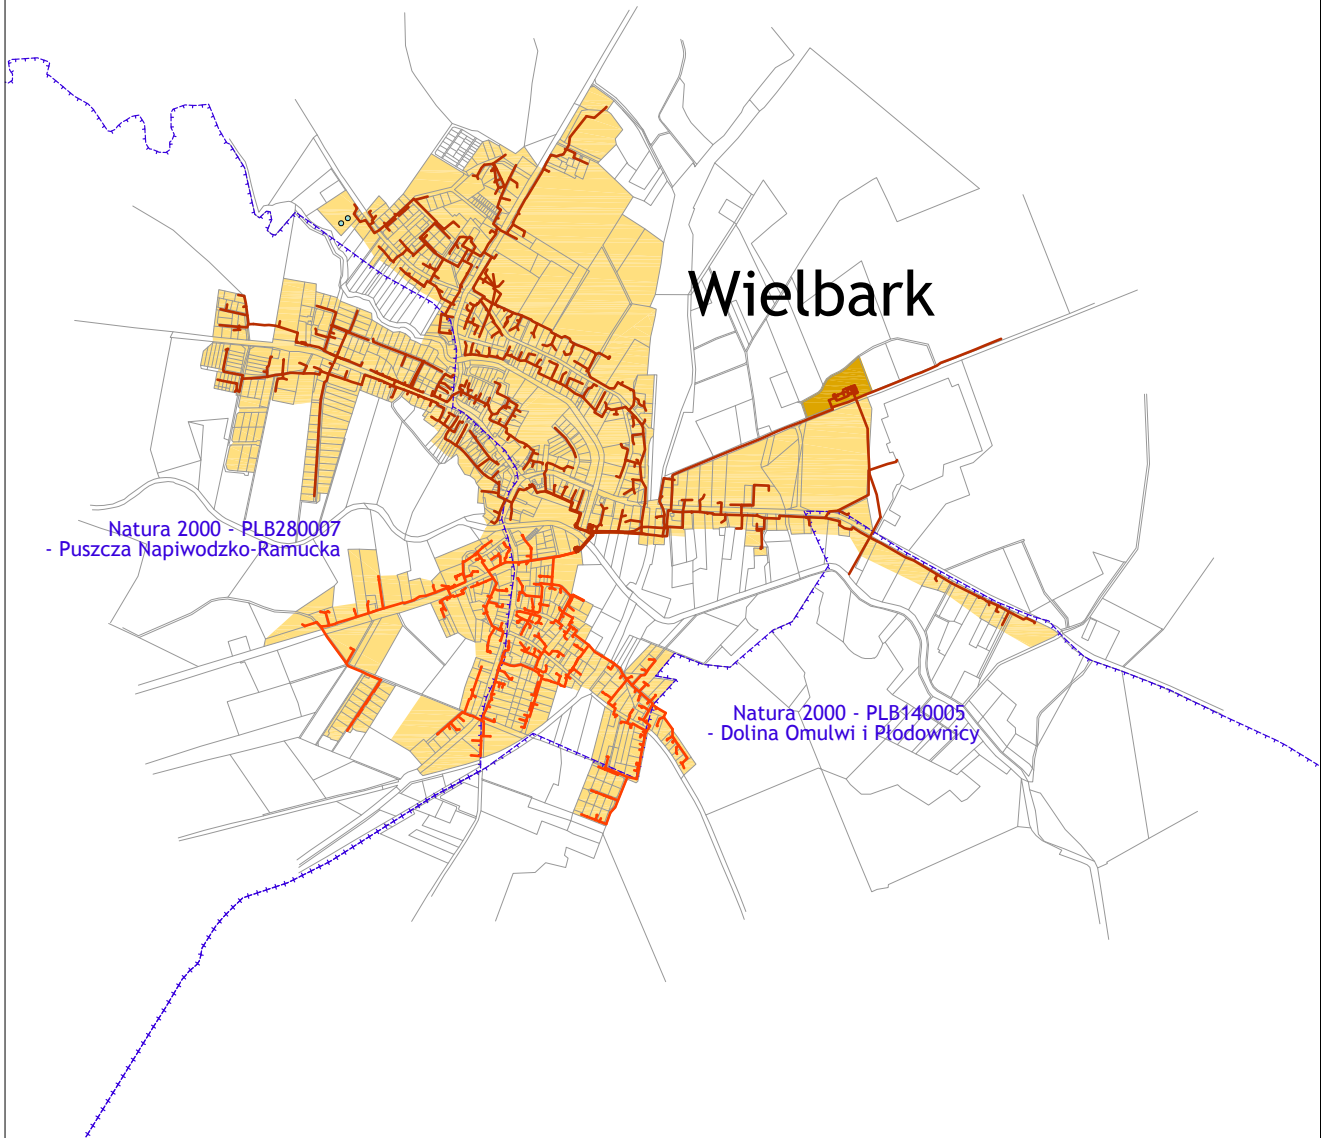 Wielbark
Natura 2000 - PLB280007
- Puszcza Napiwodzko-Ramucka
Natura 2000 - PLB140005
- Dolina Omulwi i Płodownicy